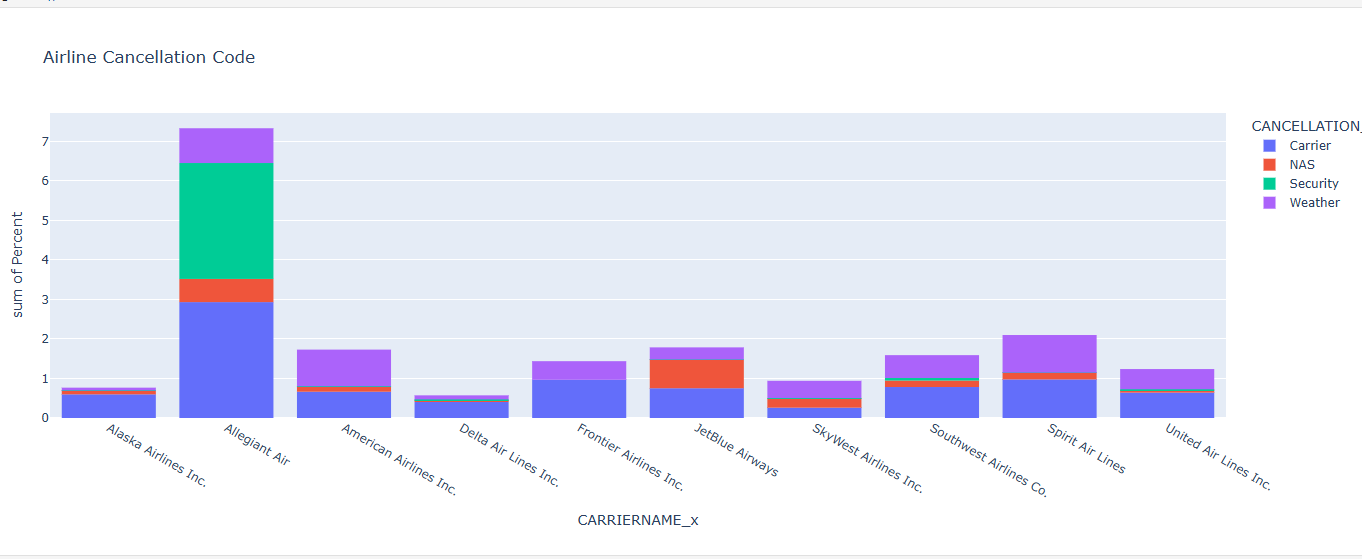 Airline Cancellation Code
CANCELLATION_
Carrier
NAS
Security
Weather
sum of Percent
7
6
5
4
3
2
1
0
Alaska Airlines Inc.
Allegiant Air
American Airlines Inc.
Delta Air Lines Inc.
Frontier Airlines Inc.
JetBlue Airways
SkyWest Airlines Inc.
Southwest Airlines Co.
Spirit Air Lines
United Air Lines Inc.
CARRIERNAME_x